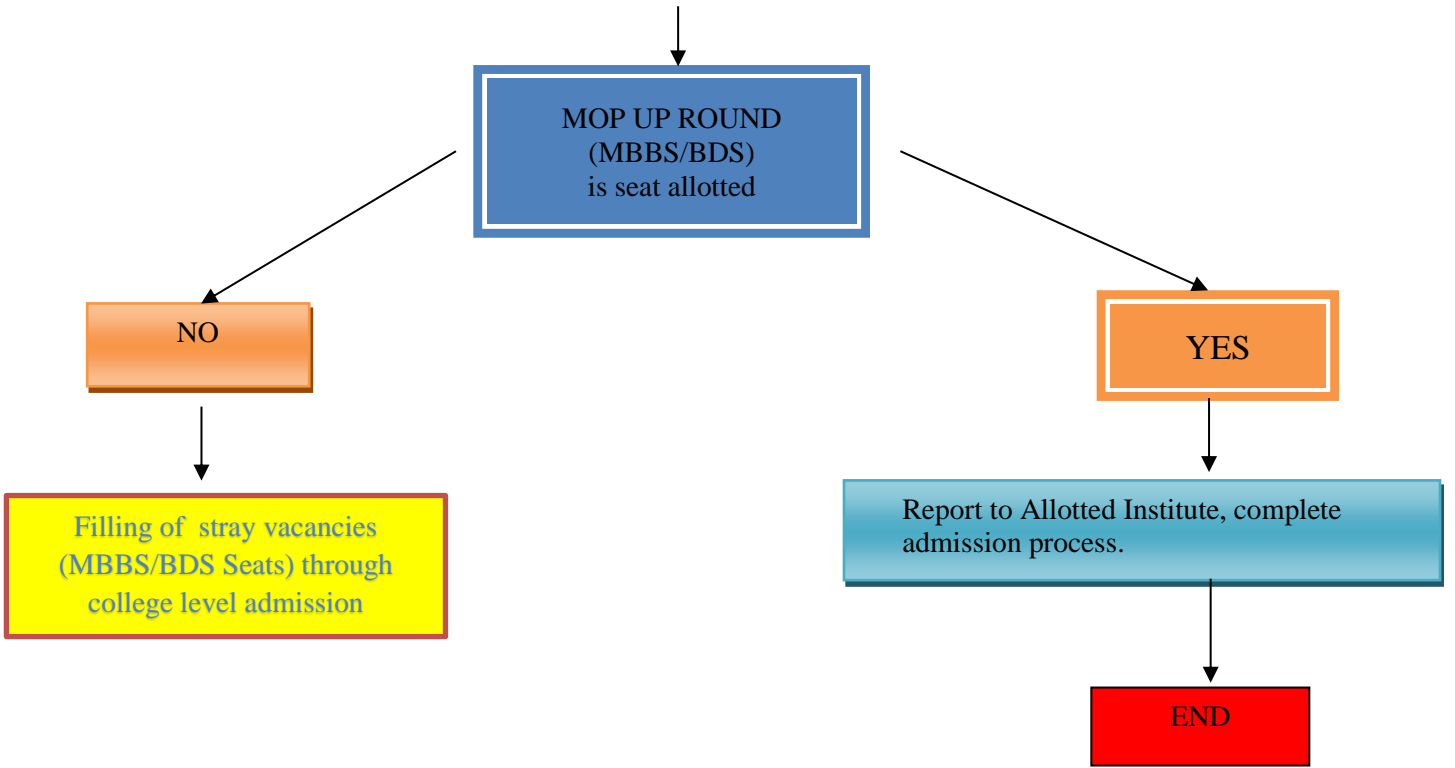 MOP UP ROUND
(MBBS/BDS)
is seat allotted
NO
YES
Filling of stray vacancies
(MBBS/BDS Seats) through
college level admission
Report to Allotted Institute, complete
admission process.
END